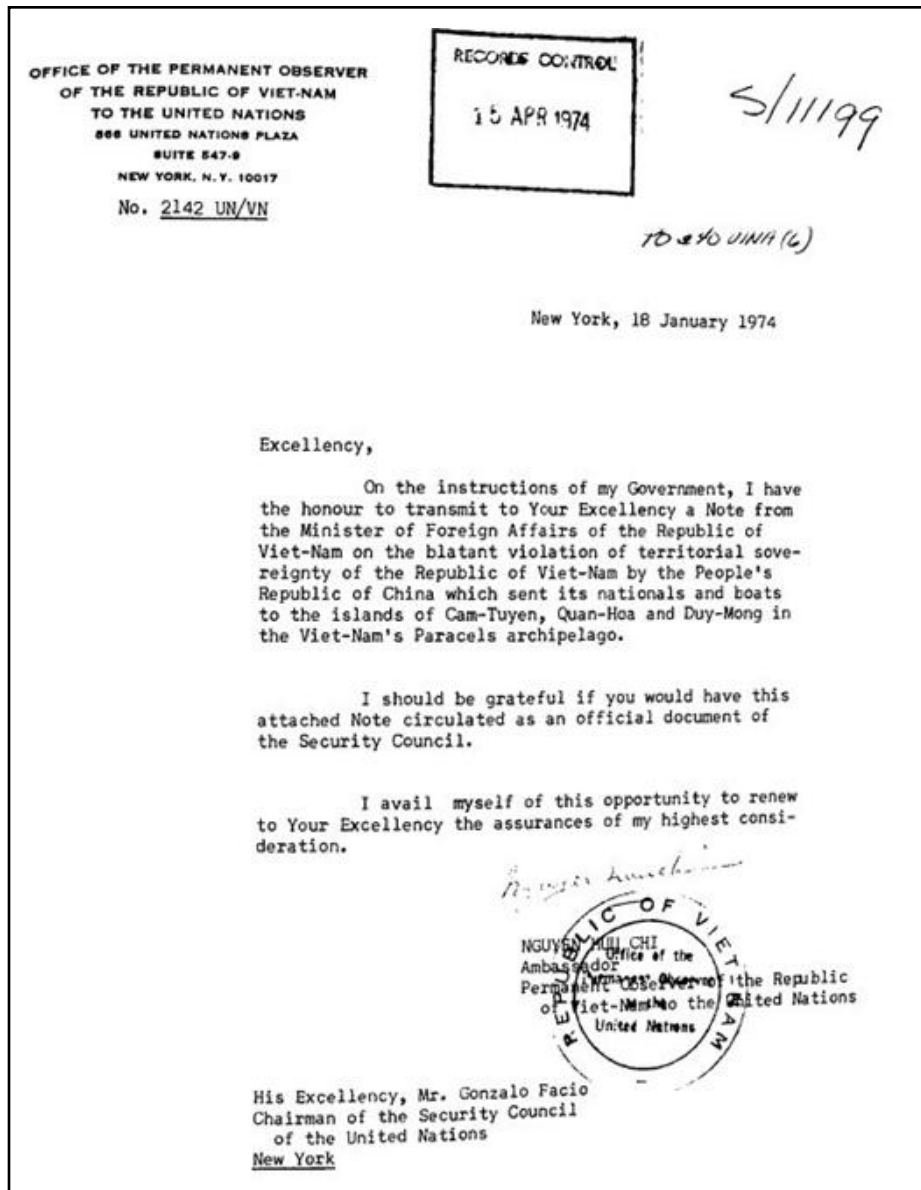 OFFICE OF THE PERMANENT OBSERVER
OF THE REPUBLIC OF VIET-NAM
TO THE UNITED NATIONS
866 UNITED NATIONS PLAZA
SUITE 547-9
NEW YORK, N.Y. 10017
No. 2142 UN/VN
RECORDS CONTROL
15 APR 1974
S/11199
New York, 18 January 1974
Excellency,
On the instructions of my Government, I have
the honour to transmit to Your Excellency a Note from
the Minister of Foreign Affairs of the Republic of
Viet-Nam on the blatant violation of territorial sove-
reignty of the Republic of Viet-Nam by the People's
Republic of China which sent its nationals and boats
to the islands of Cam-Tuyen, Quan-Hoa and Duy-Mong in
the Viet-Nam's Paracels archipelago.
I should be grateful if you would have this
attached Note circulated as an official document of
the Security Council.
I avail myself of this opportunity to renew
to Your Excellency the assurances of my highest consi-
deration.
NGUYEN HUU CHI
Ambassador
Permanent Observer of the Republic
of Viet-Nam to the United Nations
REPUBLIC OF VIET NAM
Office of the
Permanent Observer
to the
United Nations
His Excellency, Mr. Gonzalo Facio
Chairman of the Security Council
of the United Nations
New York